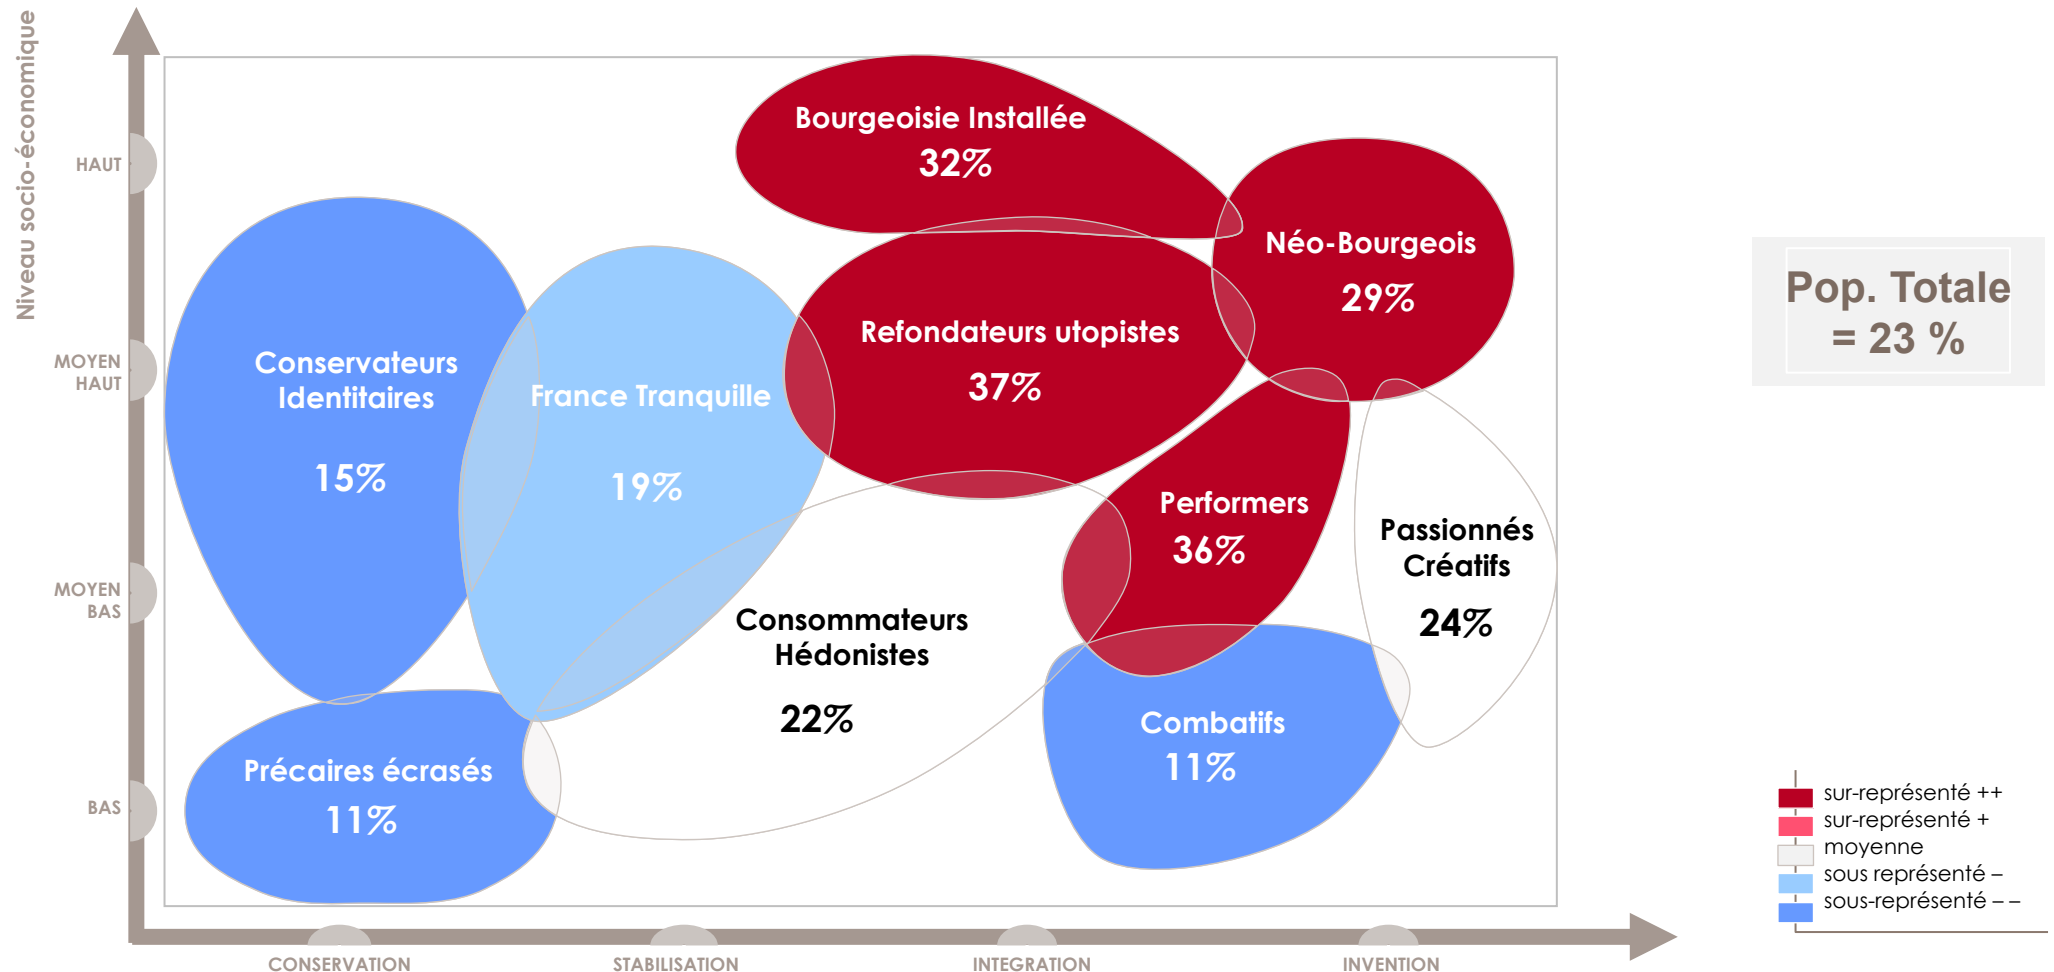 Niveau socio-économique
HAUT
MOYEN
HAUT
MOYEN
BAS
BAS
Bourgeoisie Installée
32%
Néo-Bourgeois
29%
Refondateurs utopistes
37%
Conservateurs
Identitaires
15%
France Tranquille
19%
Performers
36%
Passionnés
Créatifs
24%
Consommateurs
Hédonistes
22%
Combatifs
11%
Précaires écrasés
11%
CONSERVATION
STABILISATION
INTEGRATION
INVENTION
Pop. Totale
= 23 %
sur-représenté ++
sur-représenté +
moyenne
sous représenté –
sous-représenté – –